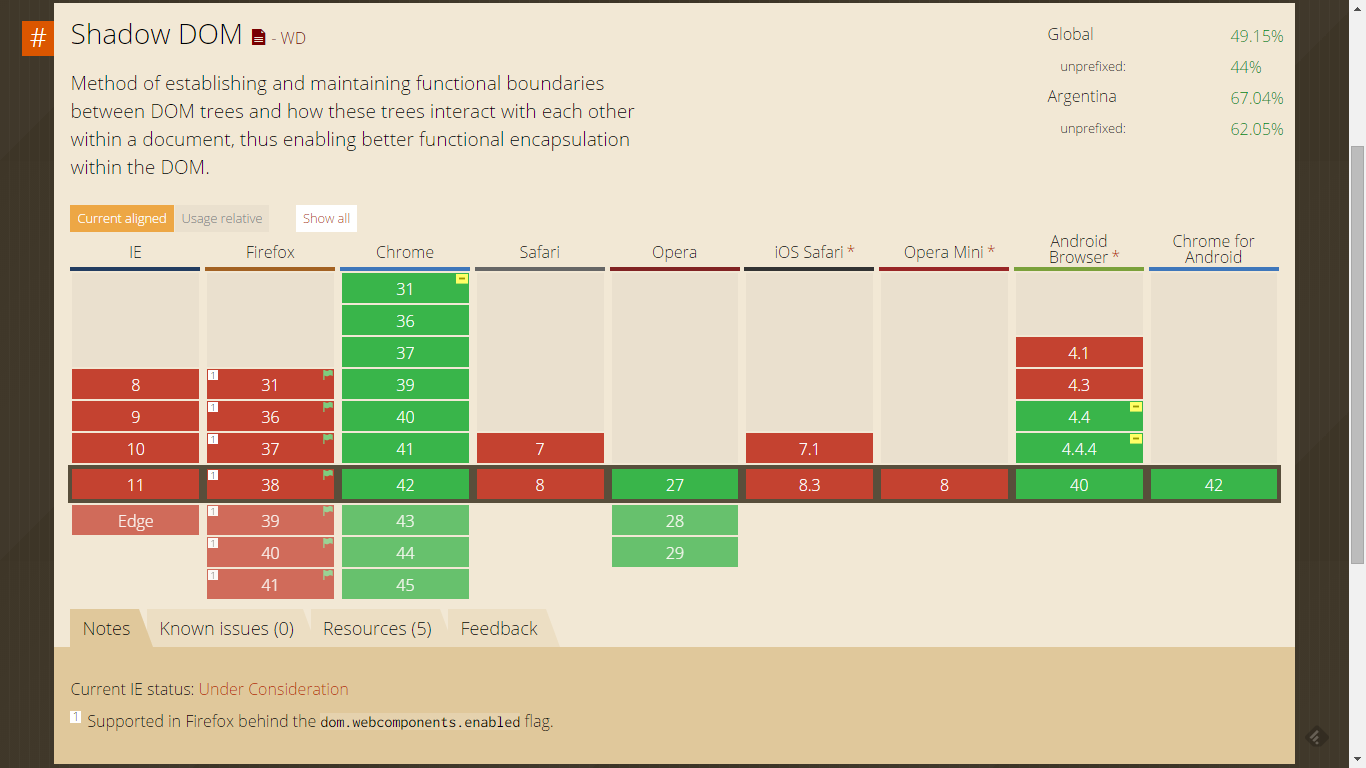 #
Shadow DOM - WD
Global 49.15%
unprefixed: 44%
Argentina 67.04%
unprefixed: 62.05%
Method of establishing and maintaining functional boundaries
between DOM trees and how these trees interact with each other
within a document, thus enabling better functional encapsulation
within the DOM.
Current aligned Usage relative Show all
IE Firefox Chrome Safari Opera iOS Safari * Opera Mini * Android Browser * Chrome for Android
31
36
37 4.1
8 1 31 39 4.3
9 1 36 40 4.4
10 1 37 41 7 7.1 4.4.4
11 1 38 42 8 27 8.3 8 40 42
Edge 1 39 43 28
1 40 44 29
1 41 45
Notes Known issues (0) Resources (5) Feedback
Current IE status: Under Consideration
1 Supported in Firefox behind the dom.webcomponents.enabled flag.